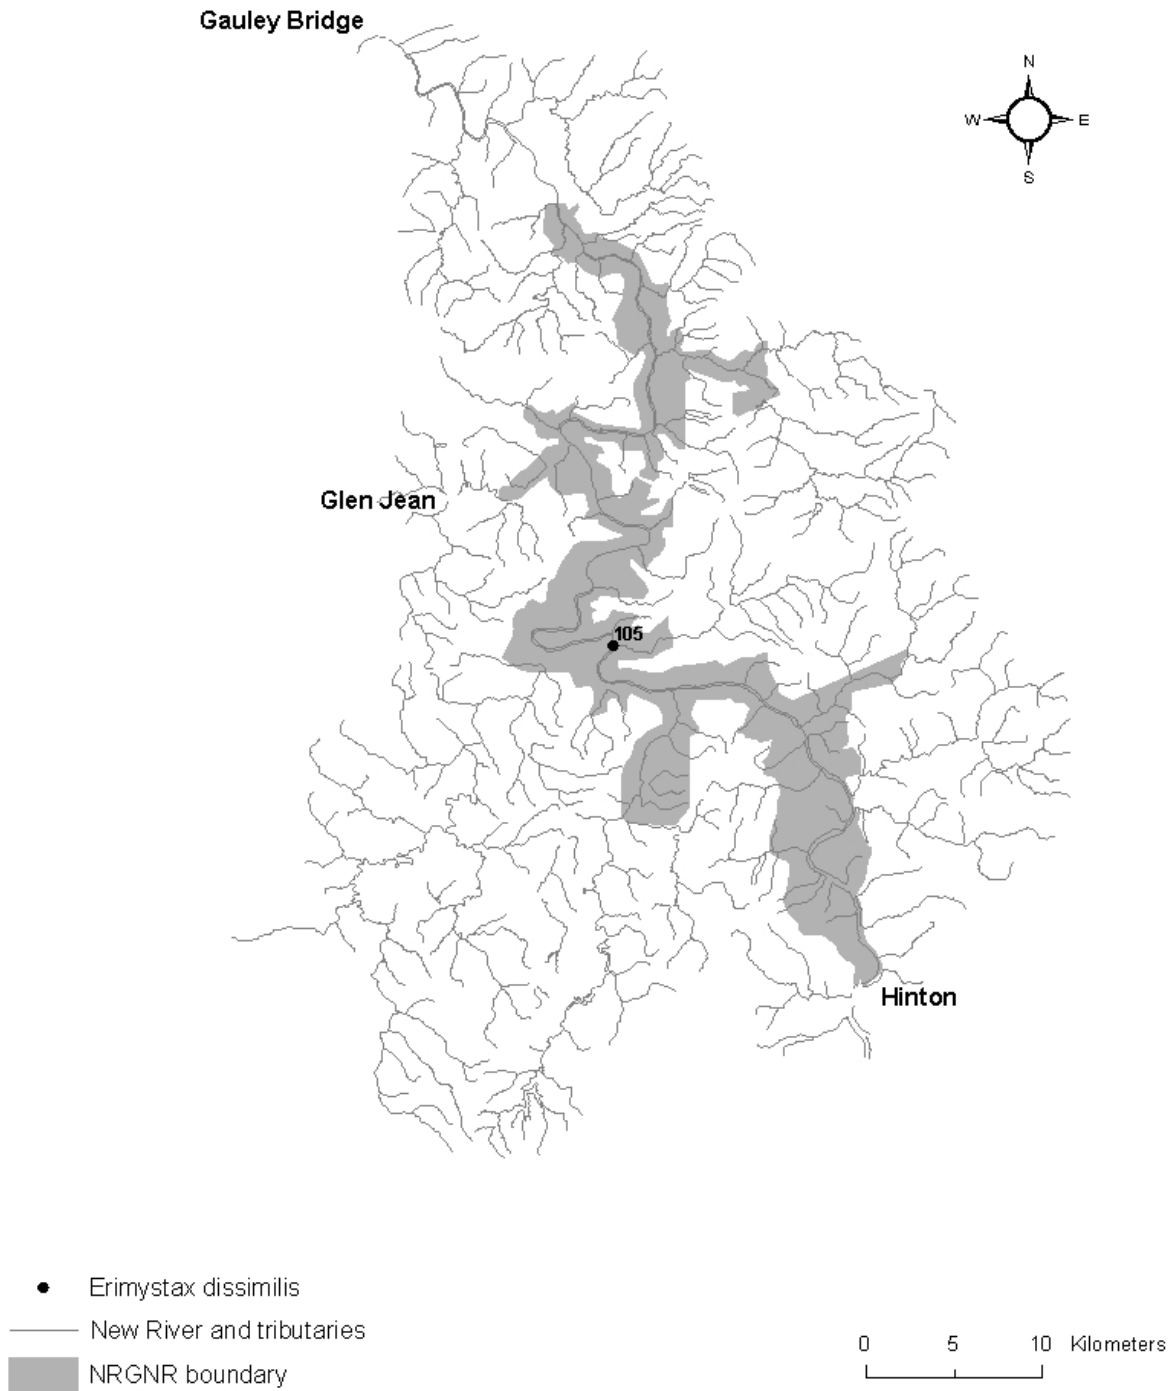 Gauley Bridge
N
W E
S
Glen Jean
105
Hinton
Erimystax dissimilis
New River and tributaries
NRGNR boundary
0 5 10 Kilometers